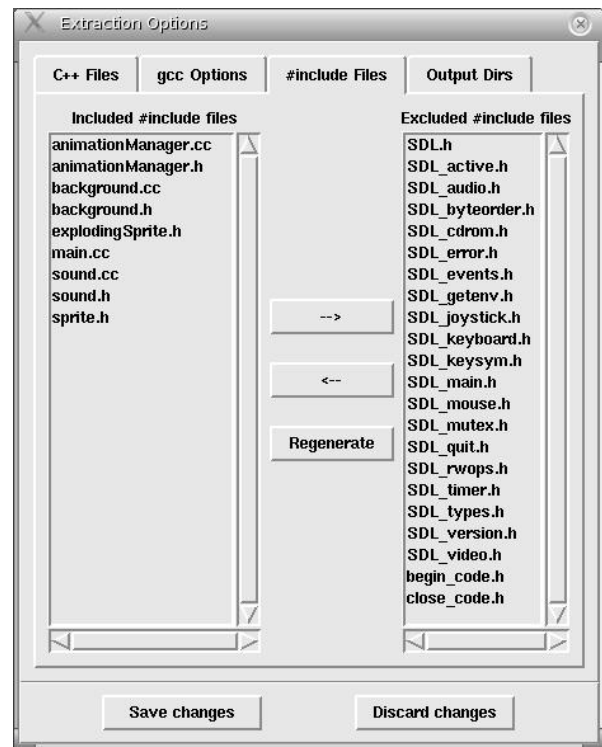 Extraction Options
C++ Files
gcc Options
#include Files
Output Dirs
Included #include files
animationManager.cc
animationManager.h
background.cc
background.h
explodingSprite.h
main.cc
sound.cc
sound.h
sprite.h
-->
<--
Regenerate
Excluded #include files
SDL.h
SDL_active.h
SDL_audio.h
SDL_byteorder.h
SDL_cdrom.h
SDL_error.h
SDL_events.h
SDL_getenv.h
SDL_joystick.h
SDL_keyboard.h
SDL_keysym.h
SDL_main.h
SDL_mouse.h
SDL_mutex.h
SDL_quit.h
SDL_rwops.h
SDL_timer.h
SDL_types.h
SDL_version.h
SDL_video.h
begin_code.h
close_code.h
Save changes
Discard changes